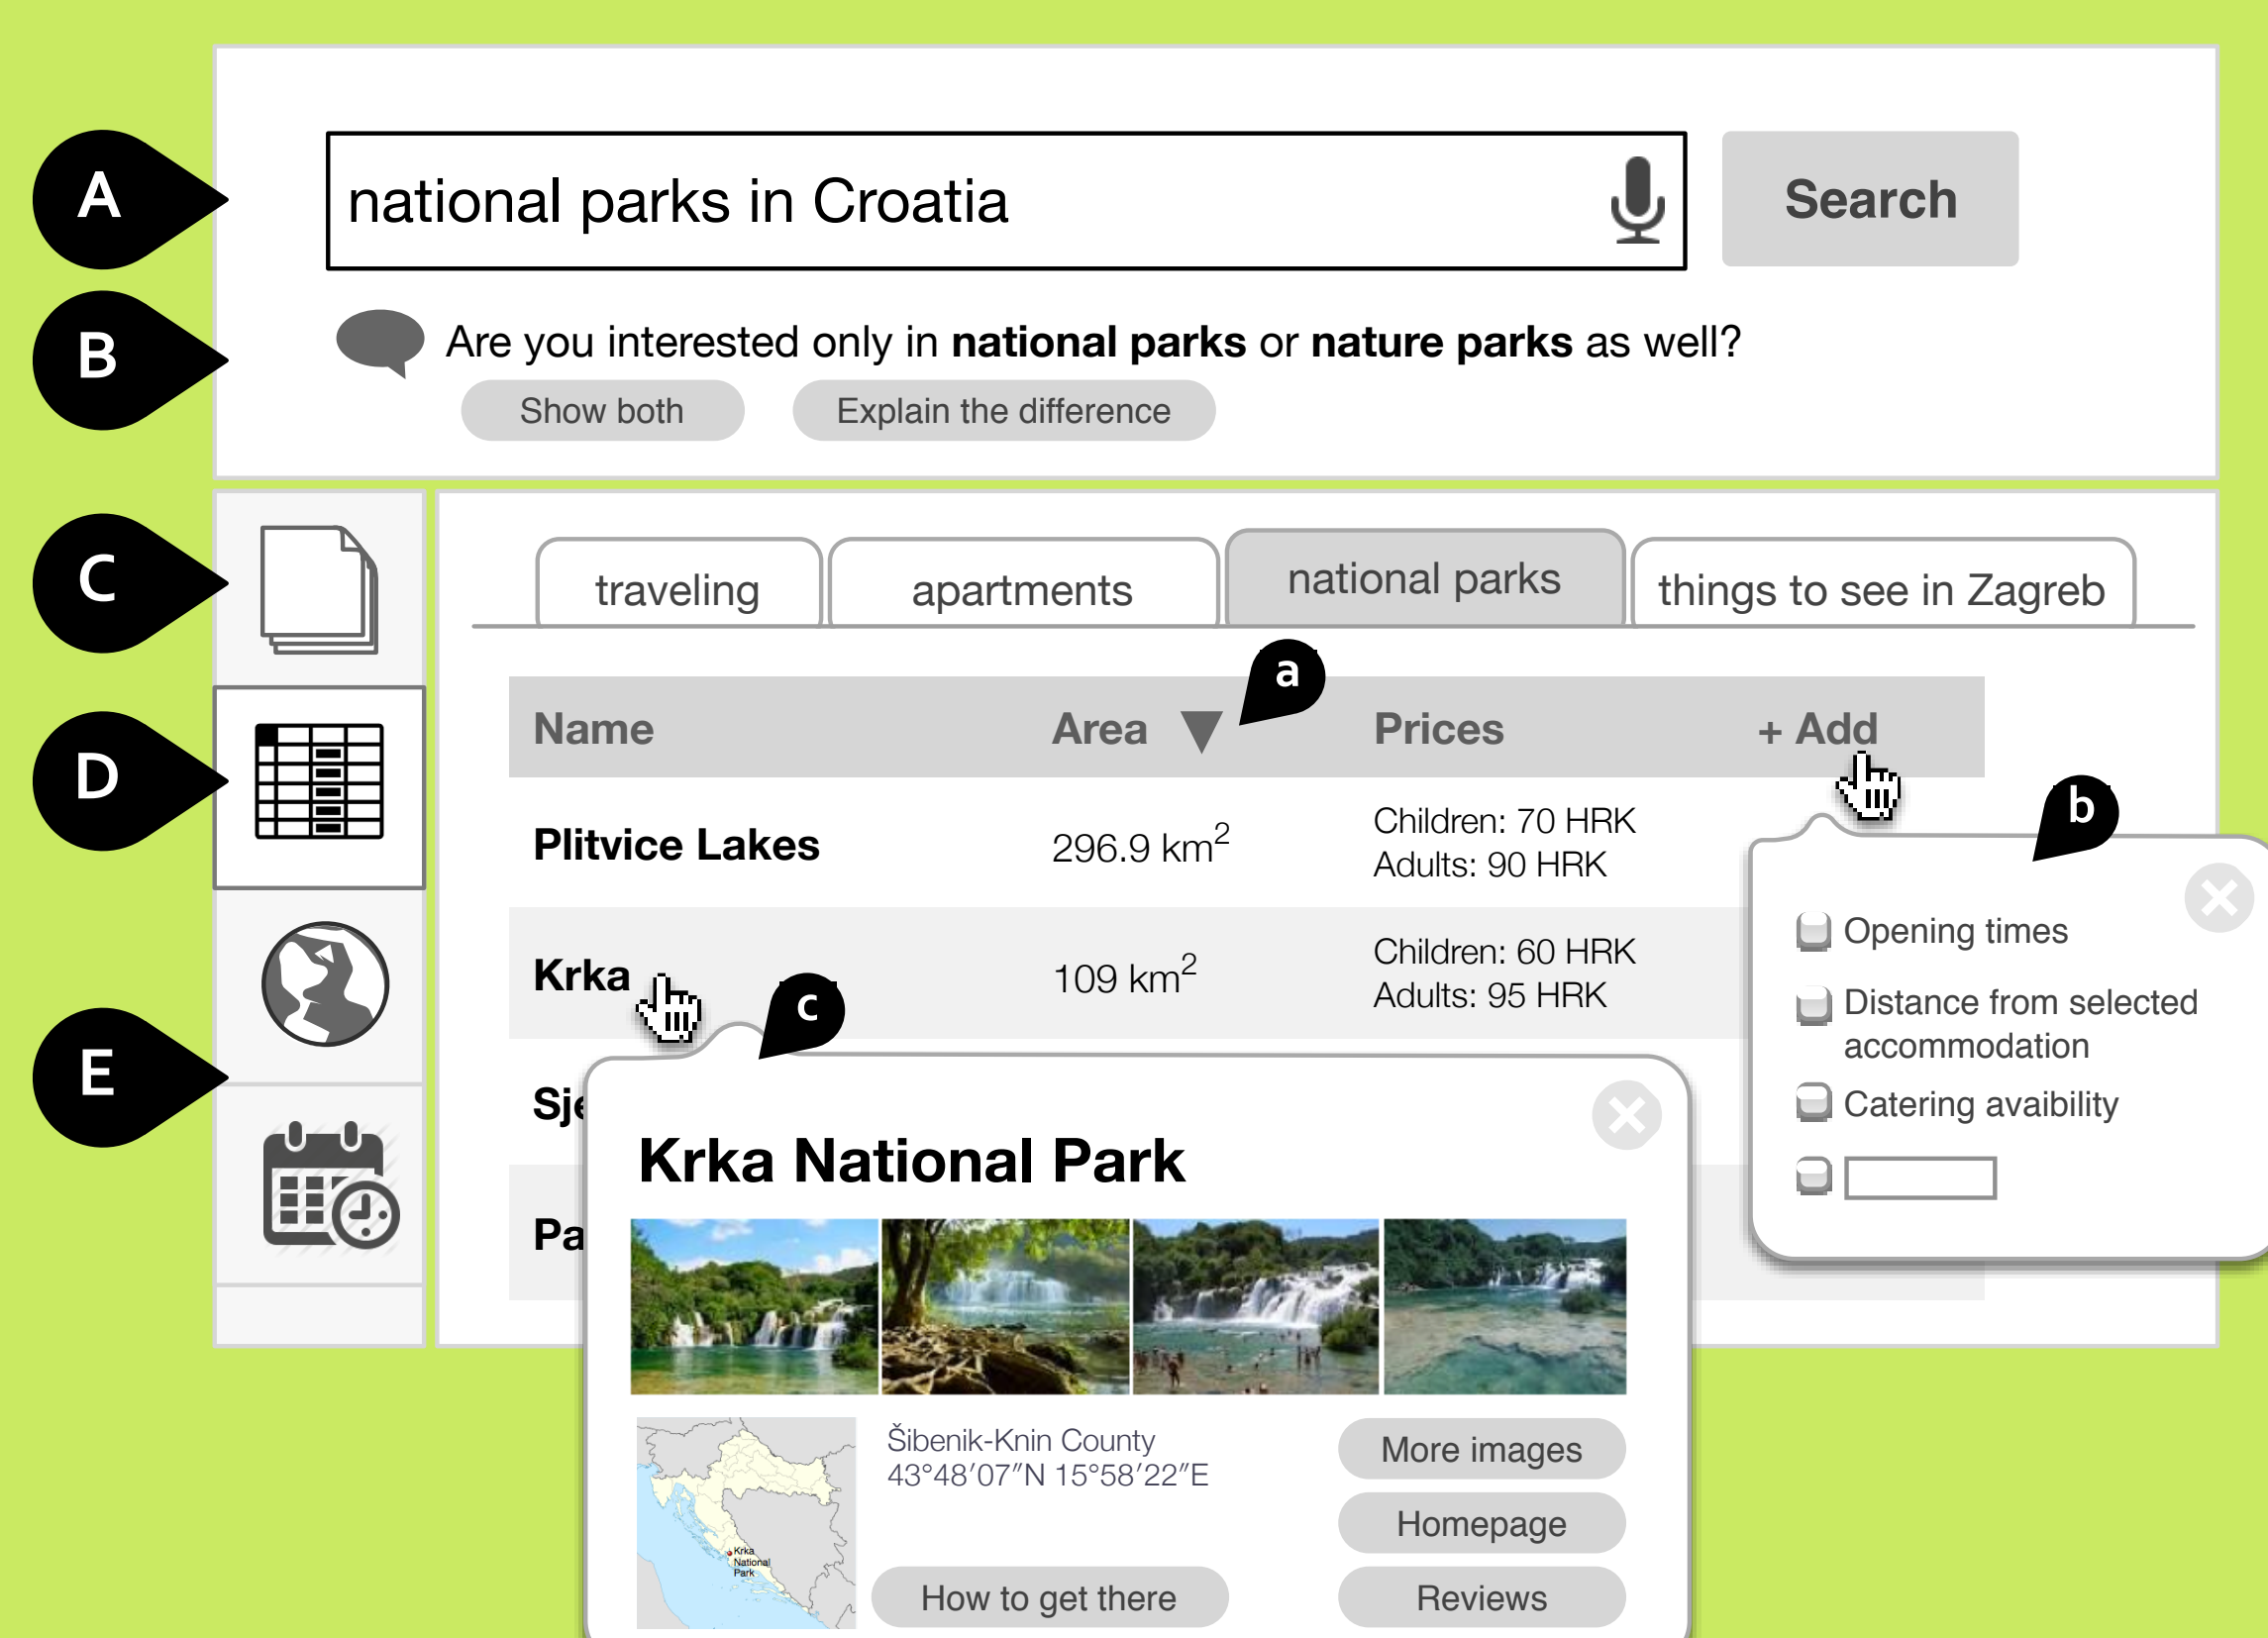 A
national parks in Croatia
Search
B
Are you interested only in national parks or nature parks as well?
Show both
Explain the difference
C
traveling
apartments
national parks
things to see in Zagreb
a
D
Name
Area
Prices
+ Add
b
Plitvice Lakes
296.9 km²
Children: 70 HRK
Adults: 90 HRK
Opening times
Distance from selected
accommodation
Catering avaibility
Krka
109 km²
Children: 60 HRK
Adults: 95 HRK
c
E
Sje
Pa
Krka National Park
Šibenik-Knin County
43°48′07″N 15°58′22″E
Krka
National
Park
How to get there
More images
Homepage
Reviews